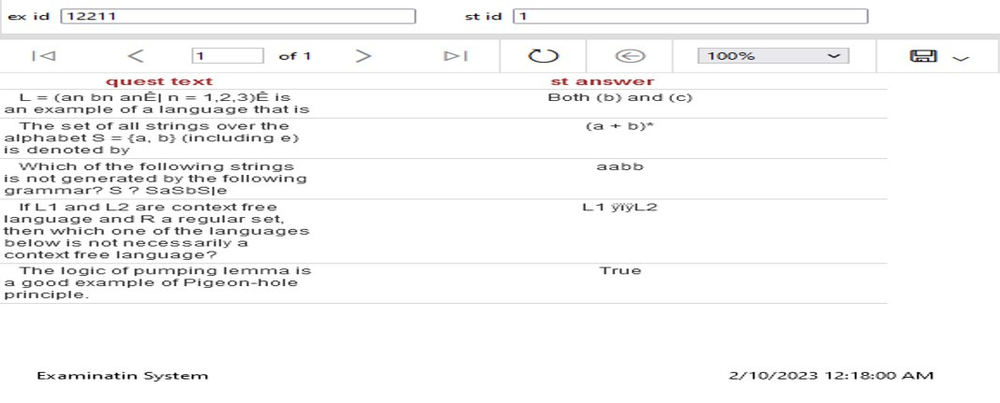 ex id 12211 st id 1
1 of 1 100%
quest text st answer
L = (an bn anÊ| n = 1,2,3)Ê is Both (b) and (c)
an example of a language that is
The set of all strings over the (a + b)*
alphabet S = {a, b} (including e)
is denoted by
Which of the following strings aabb
is not generated by the following
grammar? S ? SaSbS|e
If L1 and L2 are context free L1 ÿïÿL2
language and R a regular set,
then which one of the languages
below is not necessarily a
context free language?
The logic of pumping lemma is True
a good example of Pigeon-hole
principle.
Examinatin System 2/10/2023 12:18:00 AM